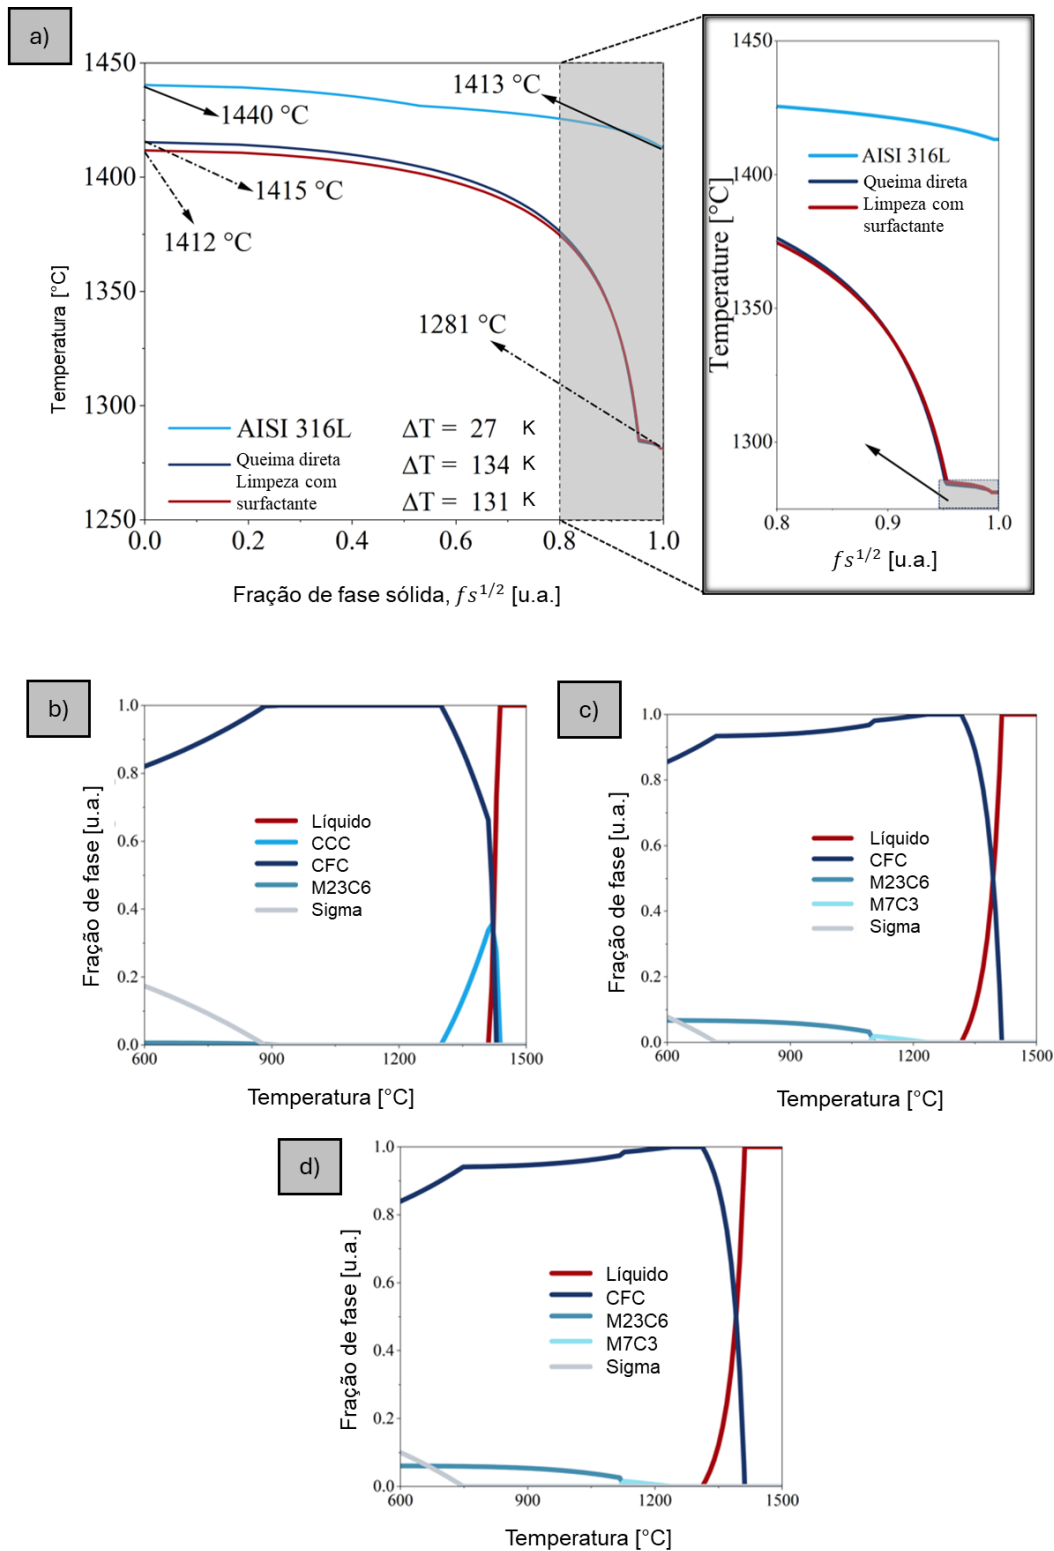 a)
1450
1400
1350
1300
1250
Temperatura [°C]
1440 °C
1415 °C
1412 °C
1413 °C
1281 °C
AISI 316L ΔT = 27 K
Queima direta ΔT = 134 K
Limpeza com
surfactante ΔT = 131 K
0.0 0.2 0.4 0.6 0.8 1.0
Fração de fase sólida, fs^{1/2} [u.a.]
1450
1400
1350
1300
Temperature [°C]
AISI 316L
Queima direta
Limpeza com
surfactante
0.8 0.9 1.0
fs^{1/2} [u.a.]
b)
1.0
0.8
0.6
0.4
0.2
0.0
Fração de fase [u.a.]
Líquido
CCC
CFC
M23C6
Sigma
600 900 1200 1500
Temperatura [°C]
c)
1.0
0.8
0.6
0.4
0.2
0.0
Fração de fase [u.a.]
Líquido
CFC
M23C6
M7C3
Sigma
600 900 1200 1500
Temperatura [°C]
d)
1.0
0.8
0.6
0.4
0.2
0.0
Fração de fase [u.a.]
Líquido
CFC
M23C6
M7C3
Sigma
600 900 1200 1500
Temperatura [°C]